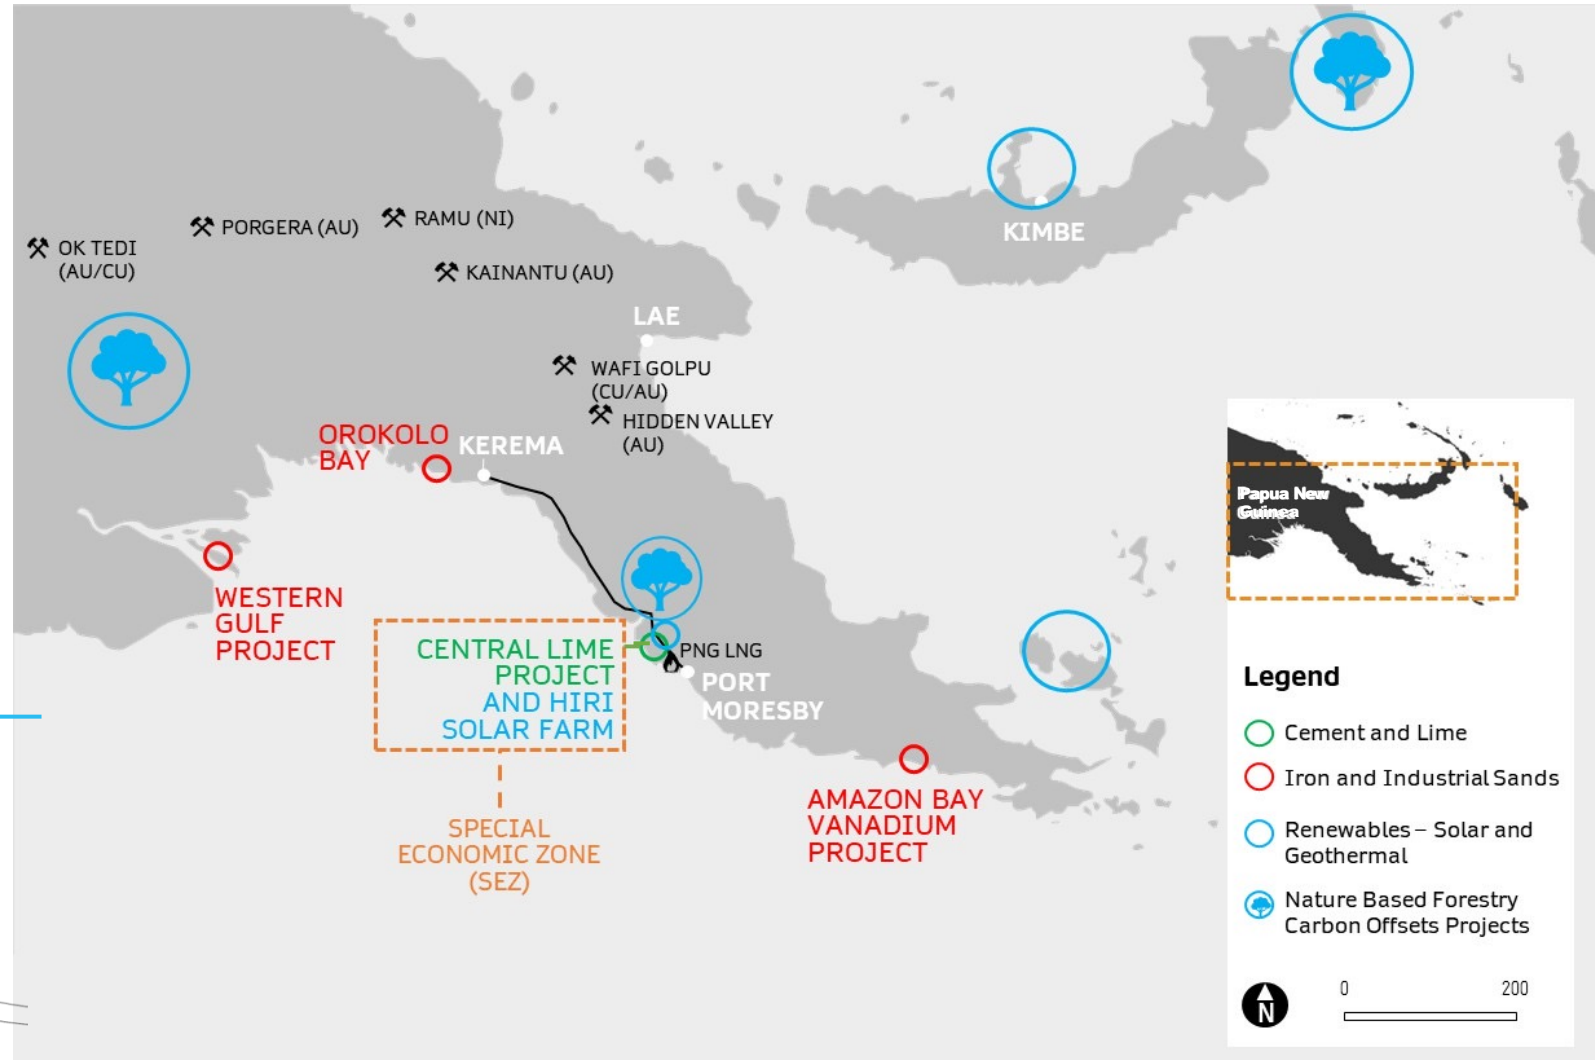 KIMBE
PORGERA (AU)
RAMU (NI)
OK TEDI
(AU/CU)
KAINANTU (AU)
LAE
WAFI GOLPU
(CU/AU)
HIDDEN VALLEY
(AU)
OROKOLO
BAY
KEREMA
WESTERN
GULF
PROJECT
CENTRAL LIME
PROJECT
AND HIRI
SOLAR FARM
PNG LNG
PORT
MORESBY
SPECIAL
ECONOMIC ZONE
(SEZ)
AMAZON BAY
VANADIUM
PROJECT
Papua New
Guinea
Legend
Cement and Lime
Iron and Industrial Sands
Renewables – Solar and
Geothermal
Nature Based Forestry
Carbon Offsets Projects
N
0 200